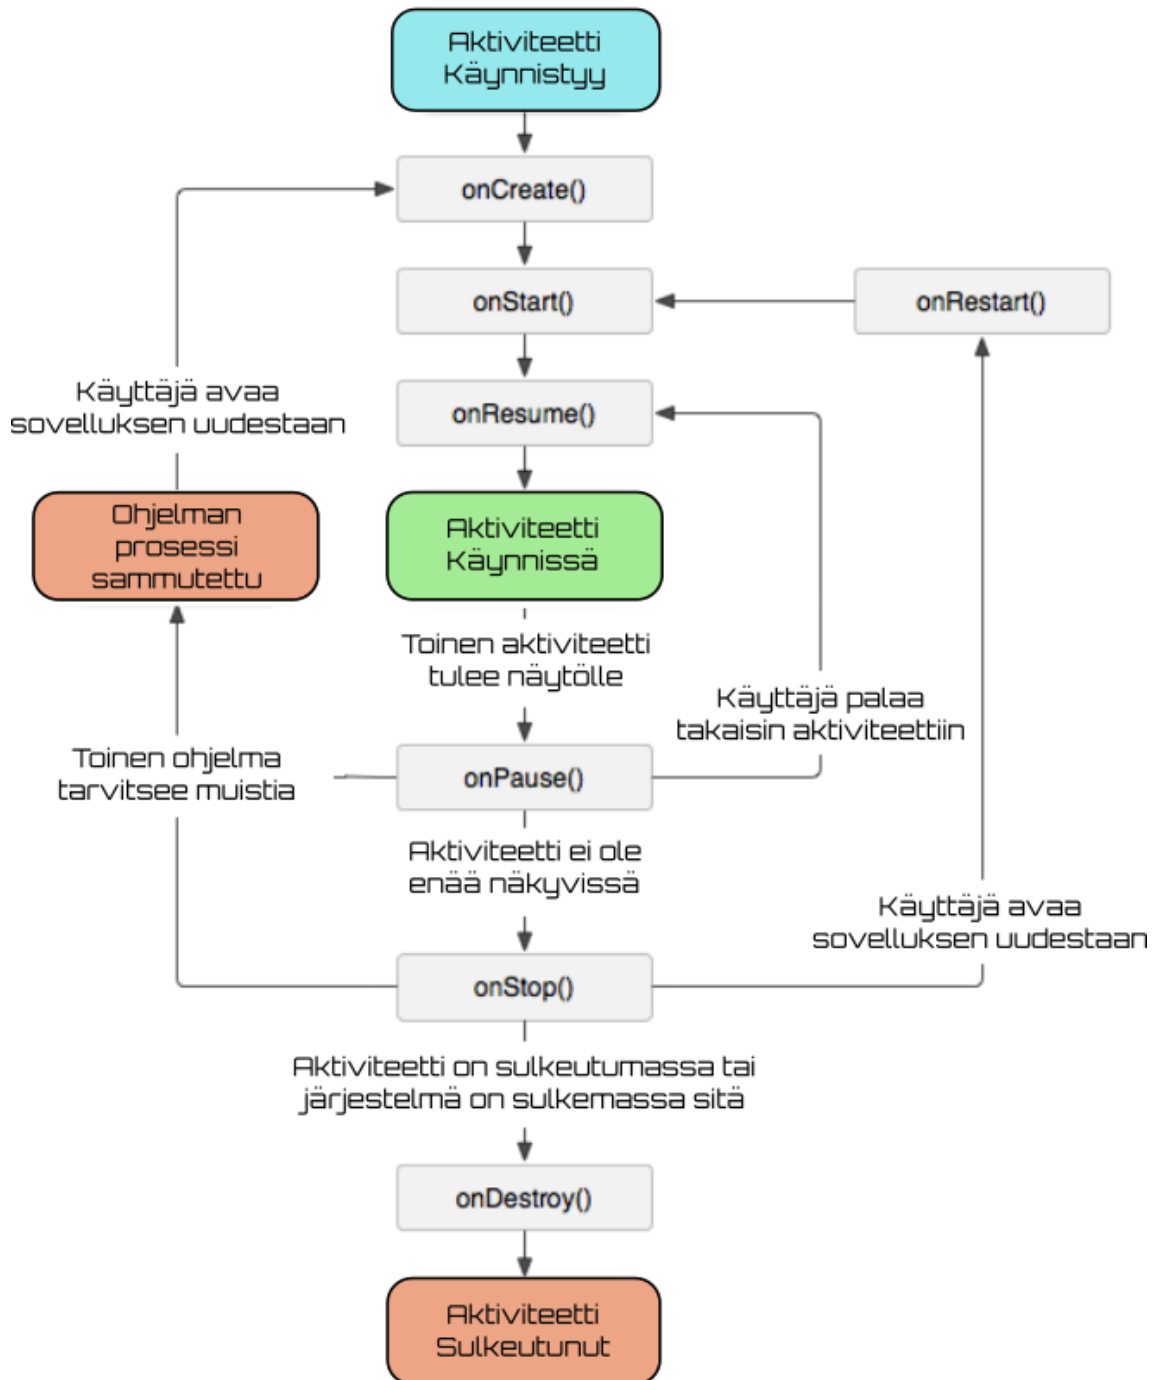 Aktiviteetti
Käynnistyy
onCreate()
onStart()
onRestart()
onResume()
Käyttäjä avaa
sovelluksen uudestaan
Ohjelman
prosessi
sammutettu
Aktiviteetti
Käynnissä
Toinen aktiviteetti
tulee näytölle
Käyttäjä palaa
takaisin aktiviteettiin
Toinen ohjelma
tarvitsee muistia
onPause()
Aktiviteetti ei ole
enää näkyvissä
Käyttäjä avaa
sovelluksen uudestaan
onStop()
Aktiviteetti on sulkeutumassa tai
järjestelmä on sulkemassa sitä
onDestroy()
Aktiviteetti
Sulkeutunut